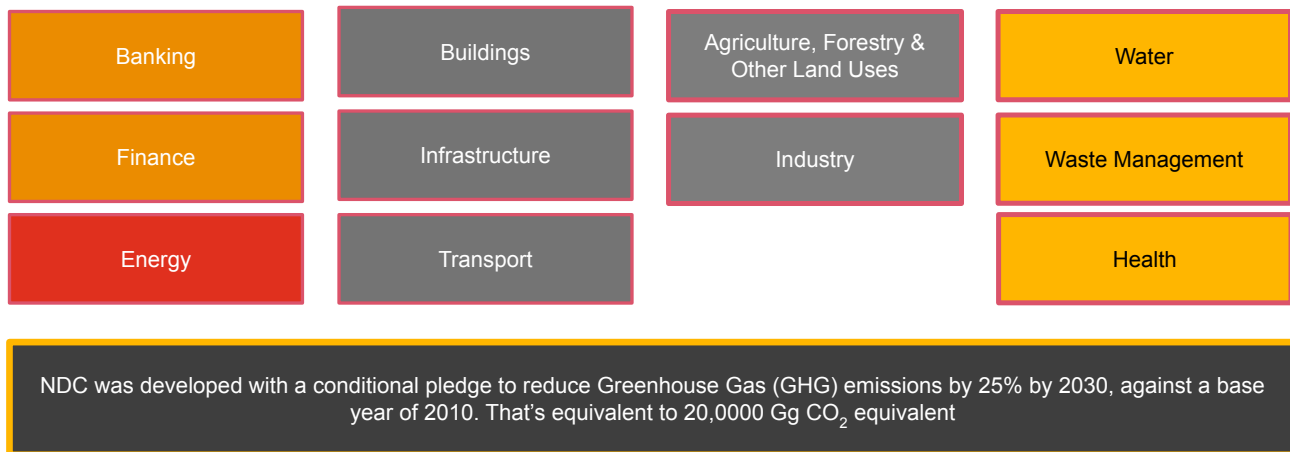 Banking
Finance
Energy
Buildings
Infrastructure
Transport
Agriculture, Forestry &
Other Land Uses
Industry
Water
Waste Management
Health
NDC was developed with a conditional pledge to reduce Greenhouse Gas (GHG) emissions by 25% by 2030, against a base
year of 2010. That’s equivalent to 20,0000 Gg CO₂ equivalent